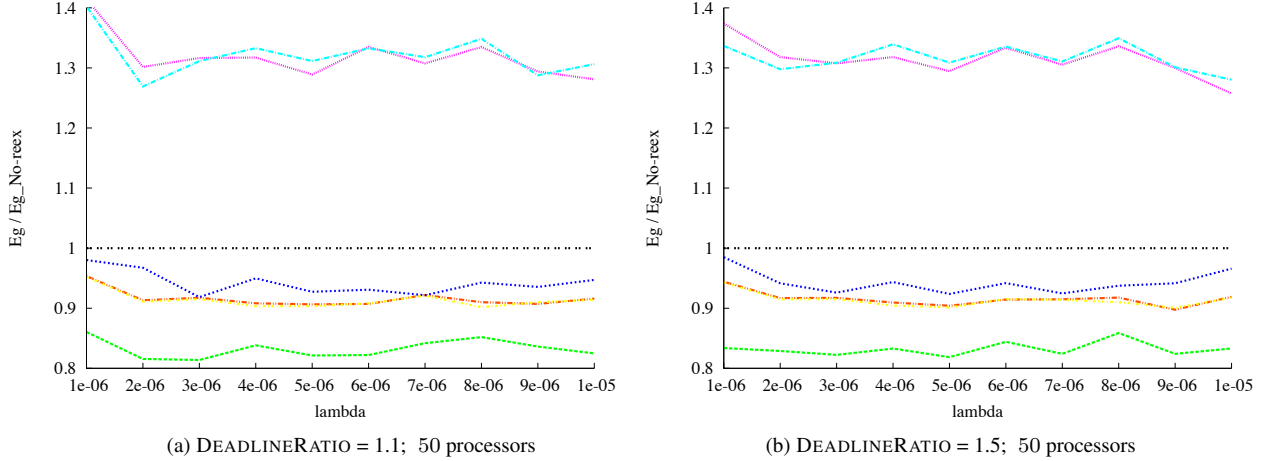 1.4
1.3
1.2
1.1
1
0.9
0.8
Eg / Eg_No-reex
1e-06 2e-06 3e-06 4e-06 5e-06 6e-06 7e-06 8e-06 9e-06 1e-05
lambda
(a) DEADLINERATIO = 1.1; 50 processors
1.4
1.3
1.2
1.1
1
0.9
0.8
Eg / Eg_No-reex
1e-06 2e-06 3e-06 4e-06 5e-06 6e-06 7e-06 8e-06 9e-06 1e-05
lambda
(b) DEADLINERATIO = 1.5; 50 processors